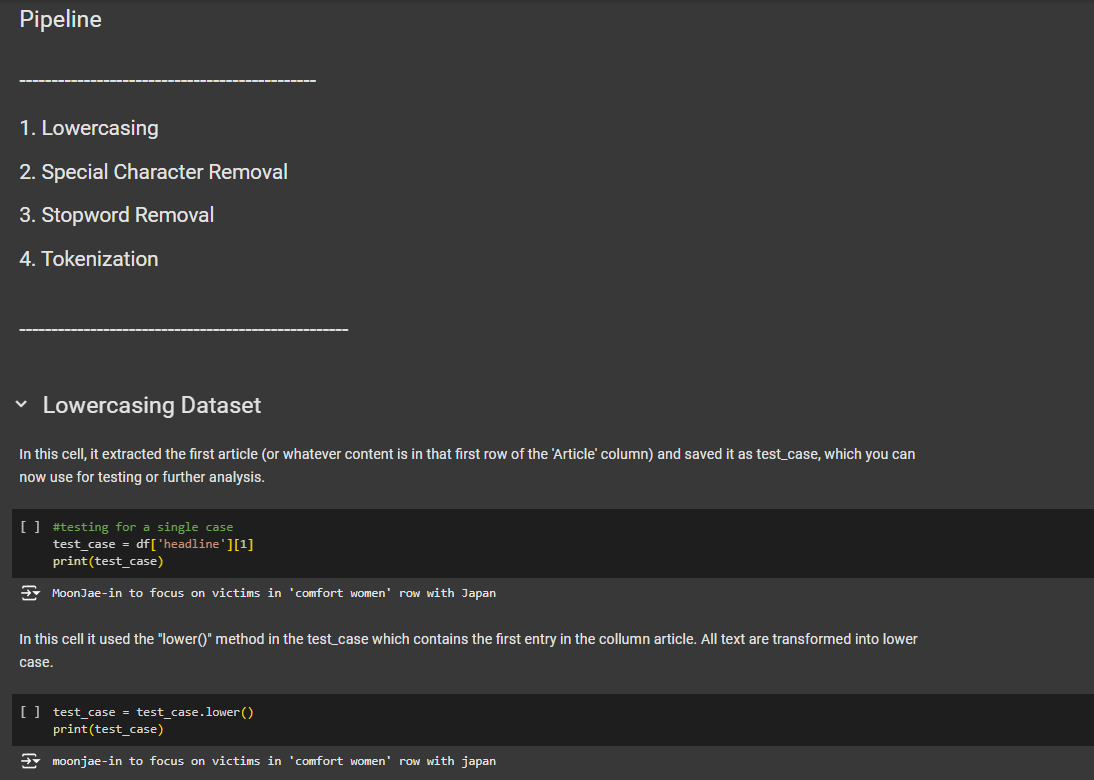 Pipeline
-----------------------------------------------
1. Lowercasing
2. Special Character Removal
3. Stopword Removal
4. Tokenization
----------------------------------------------------
Lowercasing Dataset
In this cell, it extracted the first article (or whatever content is in that first row of the 'Article' column) and saved it as test_case, which you can
now use for testing or further analysis.
[ ] #testing for a single case
test_case = df['headline'][1]
print(test_case)
MoonJae-in to focus on victims in 'comfort women' row with Japan
In this cell it used the "lower()" method in the test_case which contains the first entry in the collumn article. All text are transformed into lower
case.
[ ] test_case = test_case.lower()
print(test_case)
moonjae-in to focus on victims in 'comfort women' row with japan